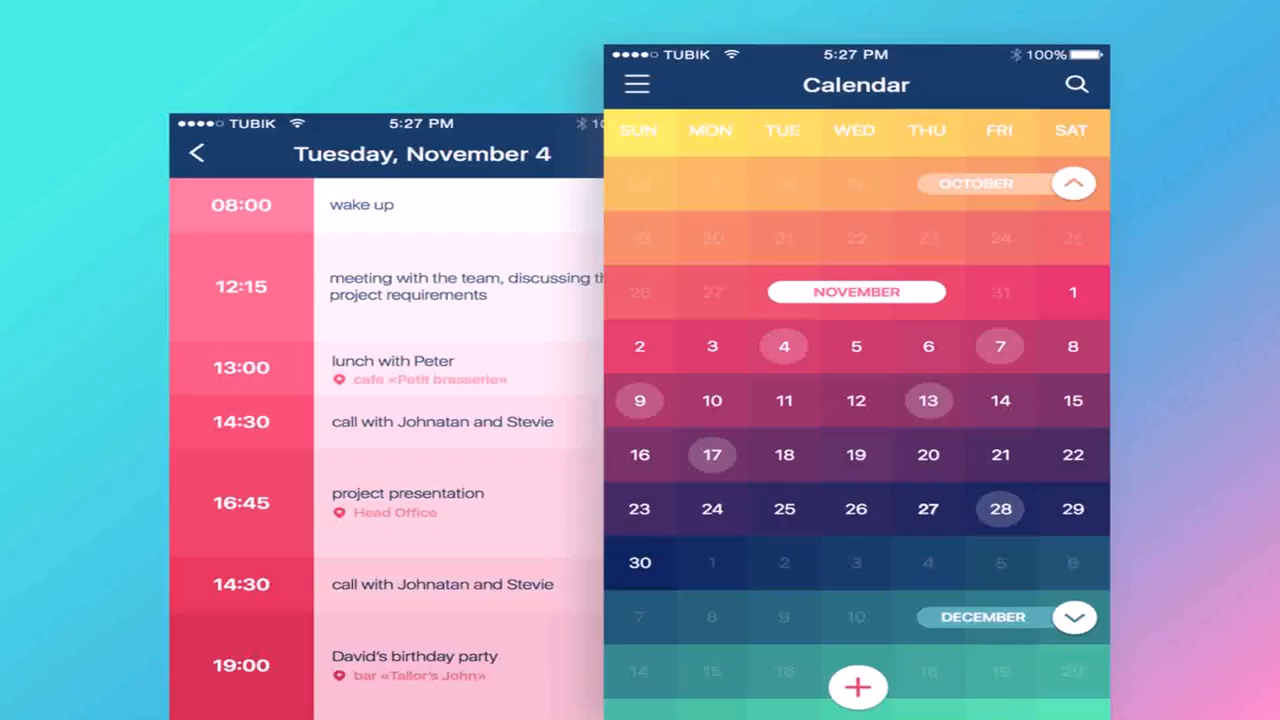 TUBIK 5:27 PM
Tuesday, November 4
08:00 wake up
12:15 meeting with the team, discussing
project requirements
13:00 lunch with Peter
cafe «Petit brasserie»
14:30 call with Johnatan and Stevie
16:45 project presentation
Head Office
14:30 call with Johnatan and Stevie
19:00 David's birthday party
bar «Tailor's John»
TUBIK 5:27 PM 100%
Calendar
SUN MON TUE WED THU FRI SAT
OCTOBER
19 20 21 22 23 24 25
26 27 NOVEMBER 31 1
2 3 4 5 6 7 8
9 10 11 12 13 14 15
16 17 18 19 20 21 22
23 24 25 26 27 28 29
30 1 2 3 4 5 6
7 8 9 10 DECEMBER
14 15 18 19
+